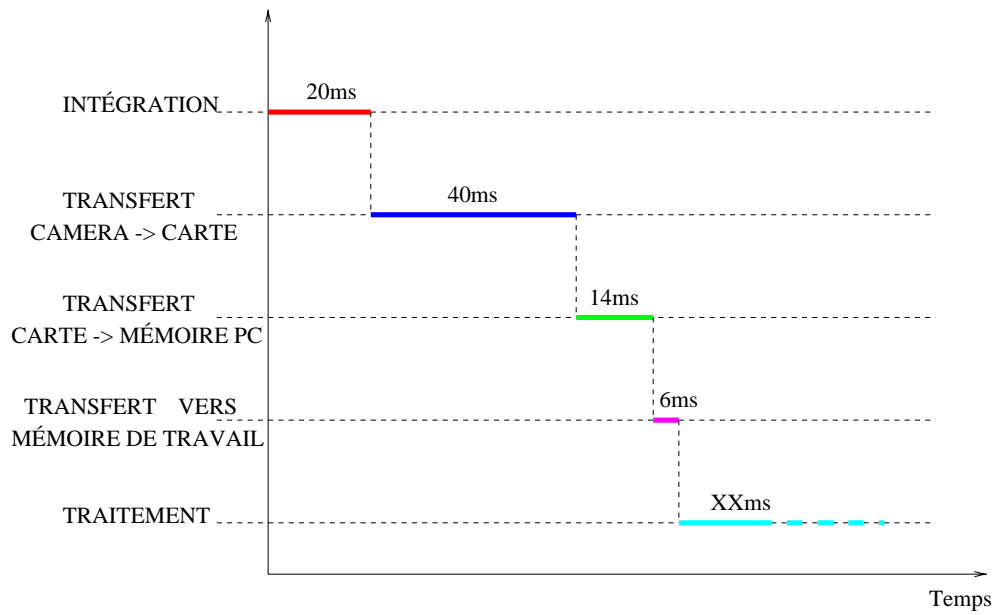 20ms
INTÉGRATION
TRANSFERT
40ms
CAMERA -> CARTE
TRANSFERT
14ms
CARTE -> MÉMOIRE PC
6ms
TRANSFERT VERS
MÉMOIRE DE TRAVAIL
XXms
TRAITEMENT
Temps